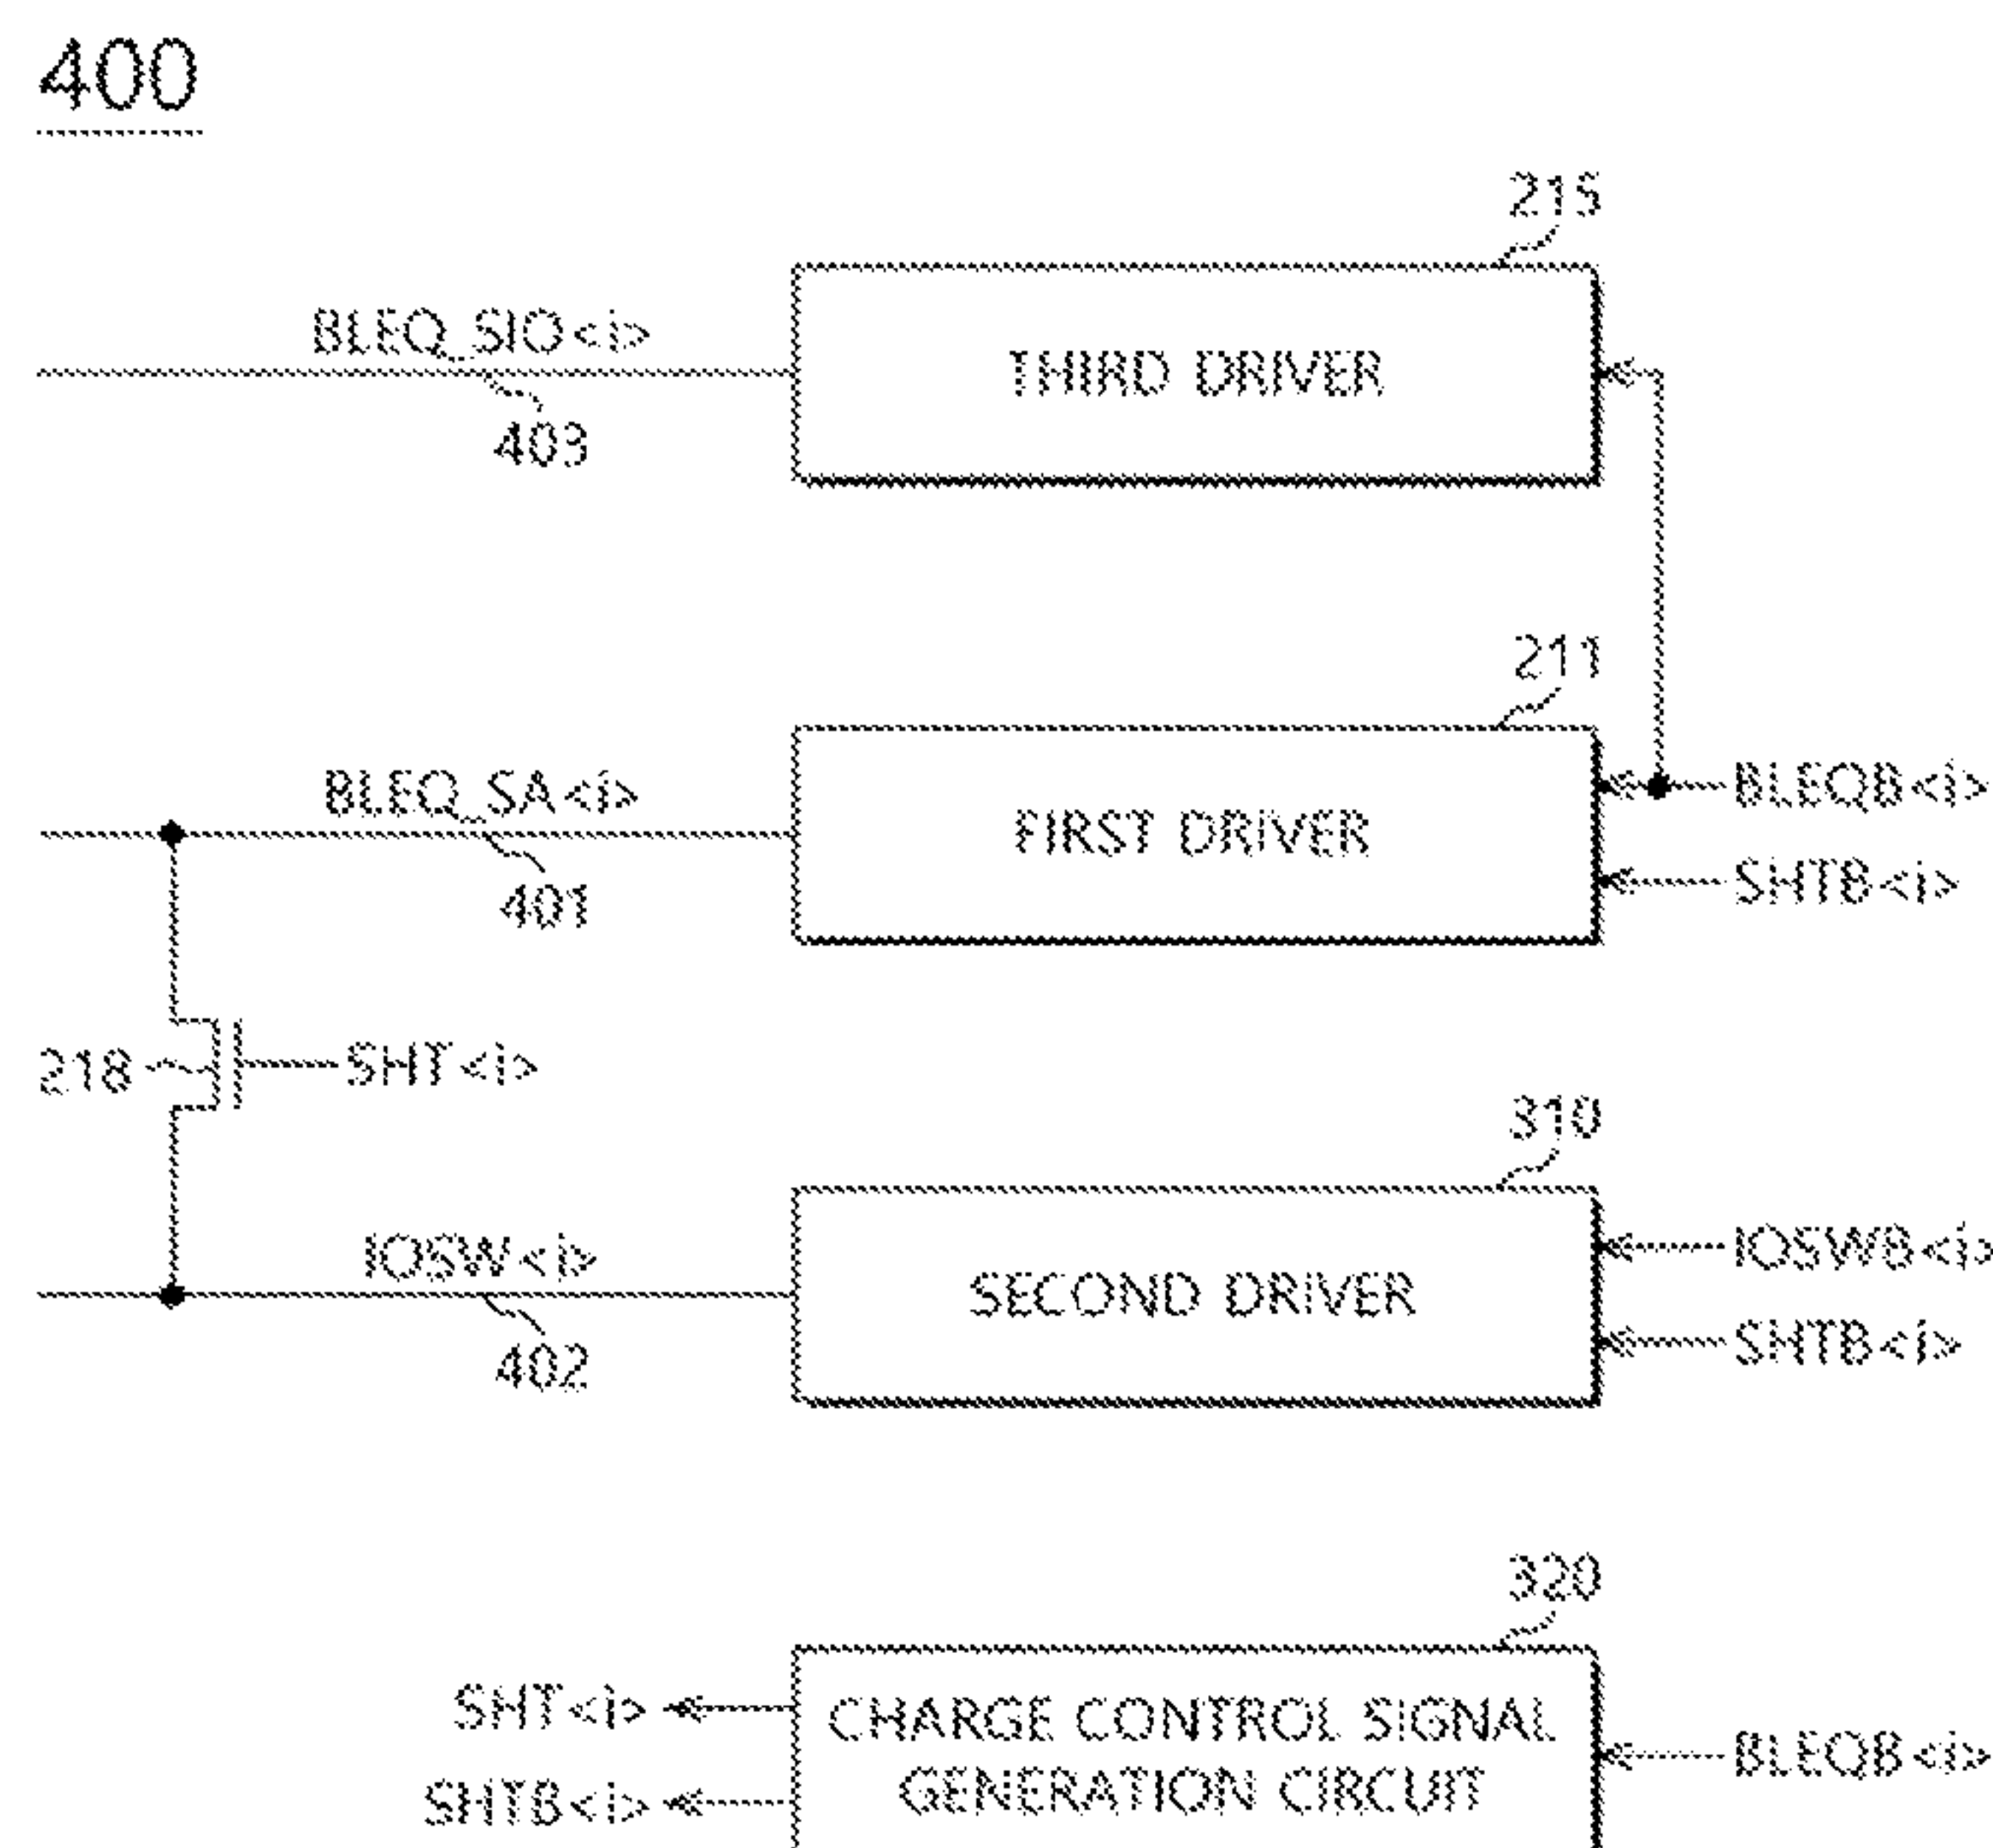 400
215
BLEQ_SIO<i>
THIRD DRIVER
403
211
BLEQ_SA<i>
FIRST DRIVER
BLEQB<i>
SHTB<i>
401
218
SHT<i>
310
IOSW<i>
SECOND DRIVER
IOSWB<i>
SHTB<i>
402
320
SHT<i>
SHTB<i>
CHARGE CONTROL SIGNAL
GENERATION CIRCUIT
BLEQB<i>